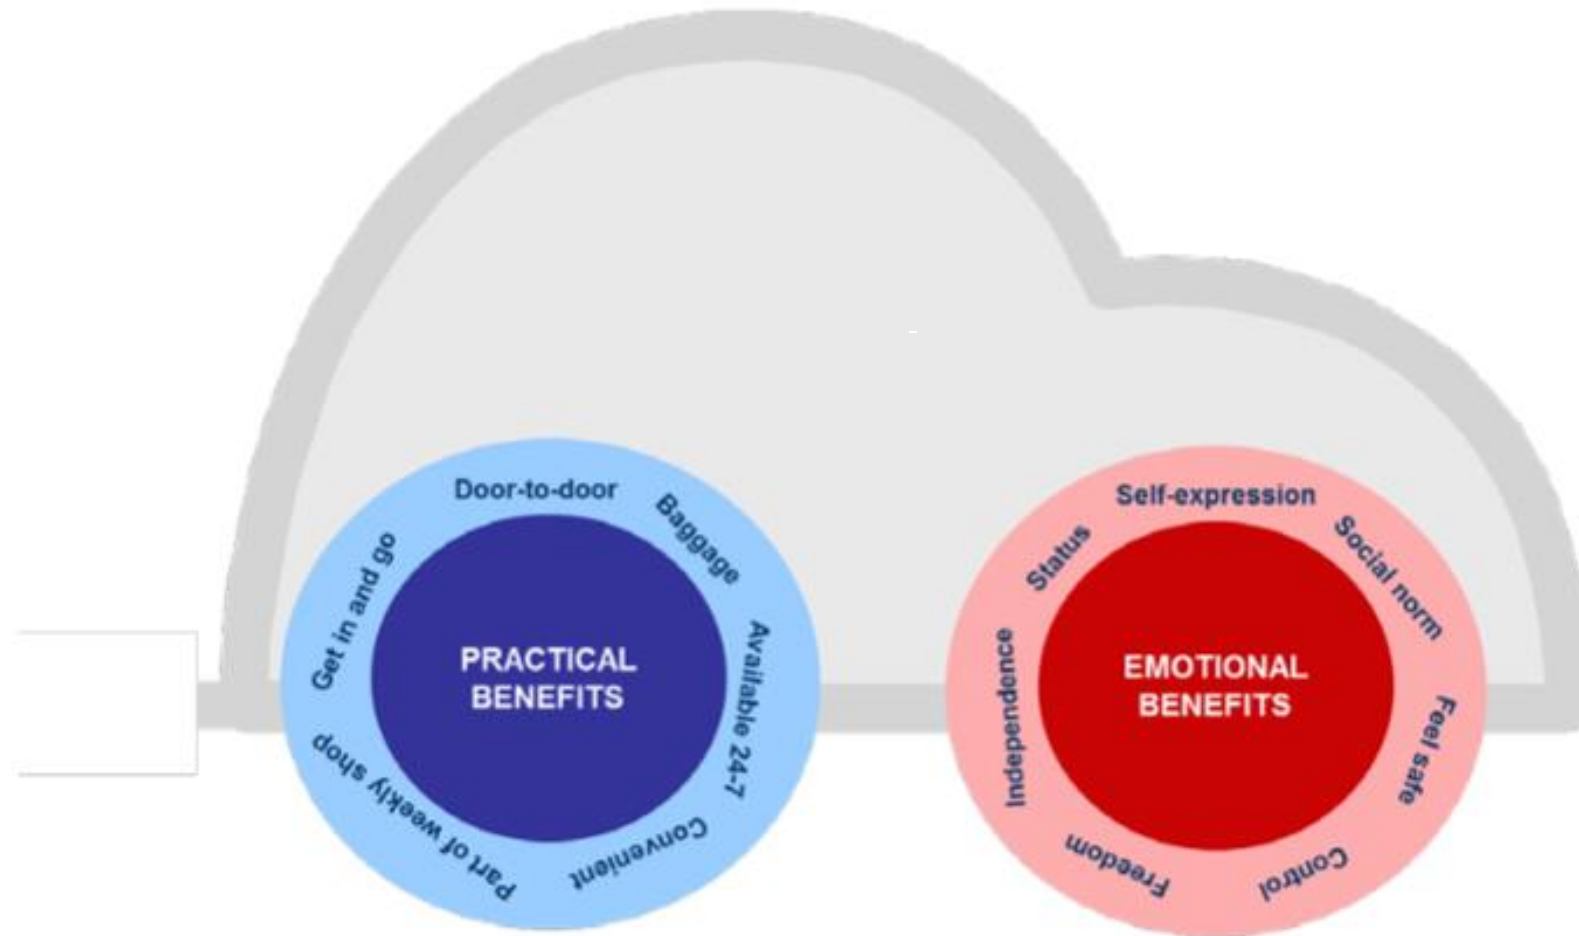 Door-to-door
Baggage
Available 24-7
Convenient
Part of weekly shop
Get in and go
PRACTICAL
BENEFITS
Self-expression
Social norm
Feel safe
Control
Freedom
Independence
Status
EMOTIONAL
BENEFITS